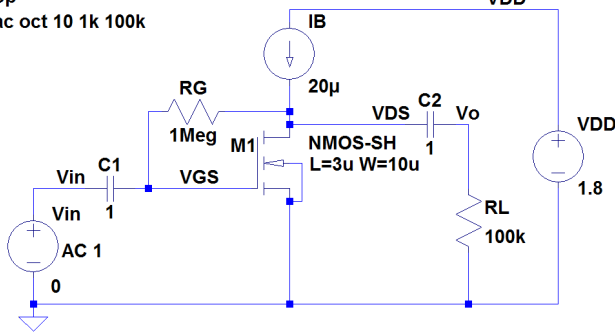 VDD
ac oct 10 1k 100k
IB
20µ
RG
1Meg
VDS
C2
1
Vo
M1
NMOS-SH
L=3u W=10u
VDD
1.8
Vin
C1
1
VGS
Vin
AC 1
0
RL
100k